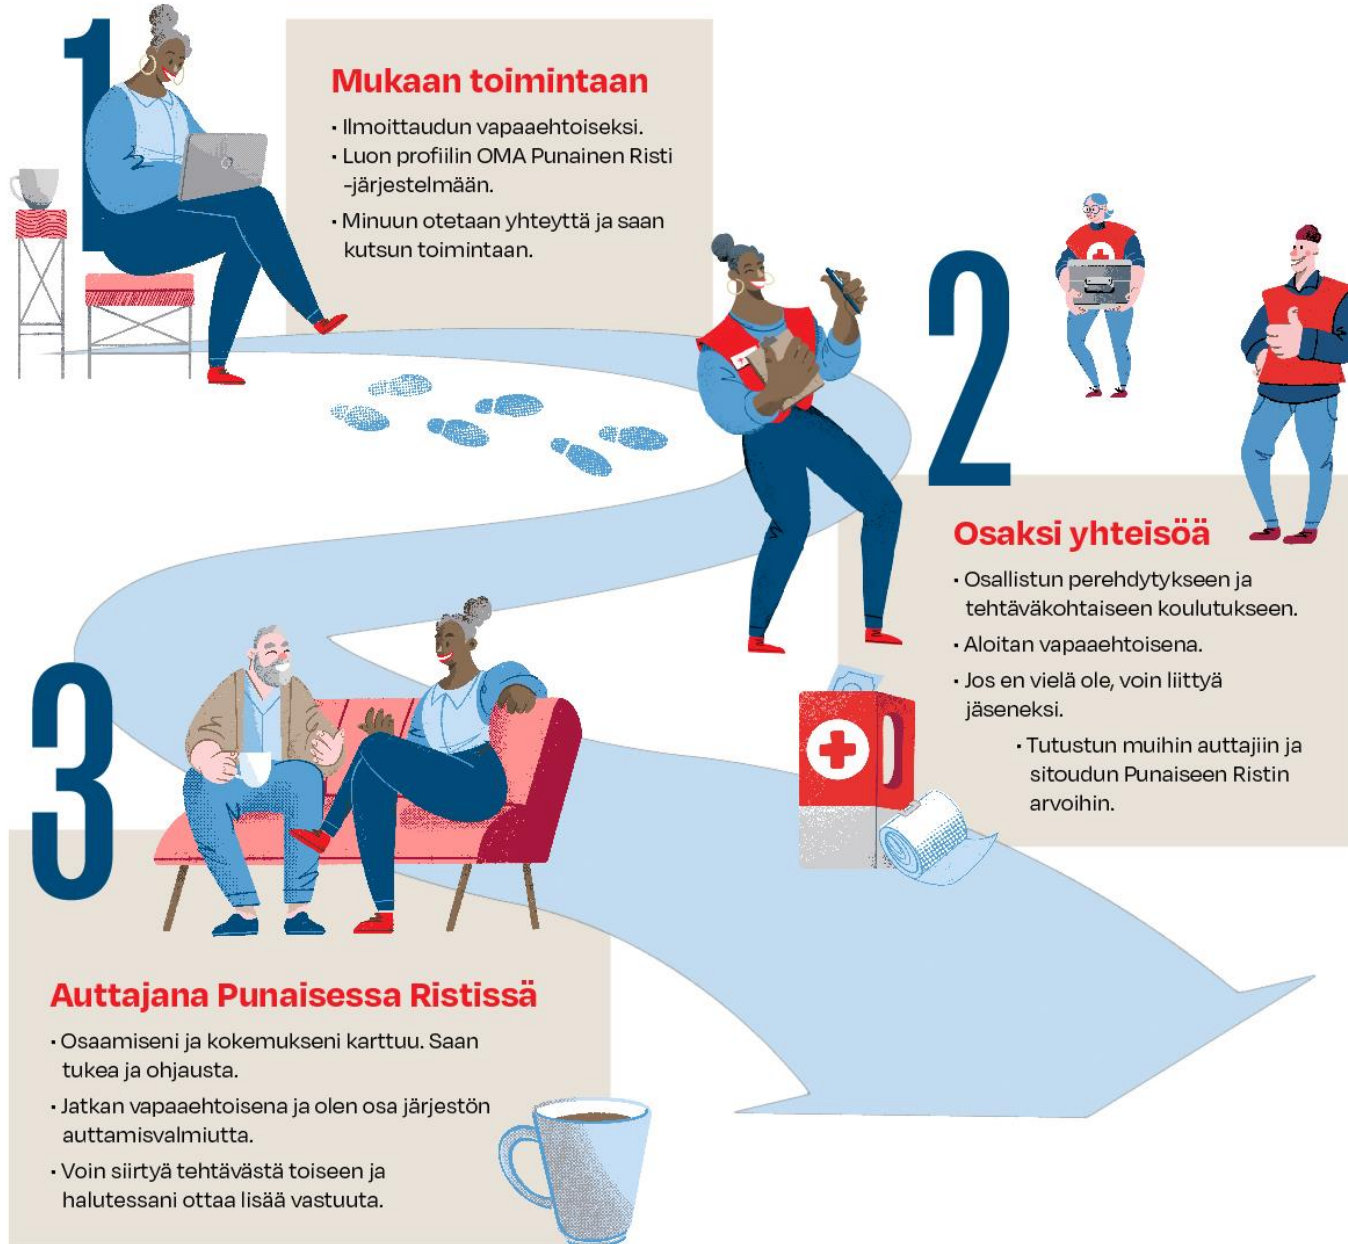 1
Mukaan toimintaan
• Ilmoittaudun vapaaehtoiseksi.
• Luon profiilin OMA Punainen Risti
-järjestelmään.
• Minuun otetaan yhteyttä ja saan
kutsun toimintaan.
2
Osaksi yhteisöä
• Osallistun perehdytykseen ja
tehtäväkohtaiseen koulutukseen.
• Aloitan vapaaehtoisena.
• Jos en vielä ole, voin liittyä
jäseneksi.
• Tutustun muihin auttajiin ja
sitoudun Punaiseen Ristin
arvoihin.
3
Auttajana Punaisessa Ristissä
• Osaamiseni ja kokemukseni karttuu. Saan
tukea ja ohjausta.
• Jatkan vapaaehtoisena ja olen osa järjestön
auttamisvalmiutta.
• Voin siirtyä tehtävästä toiseen ja
halutessani ottaa lisää vastuuta.